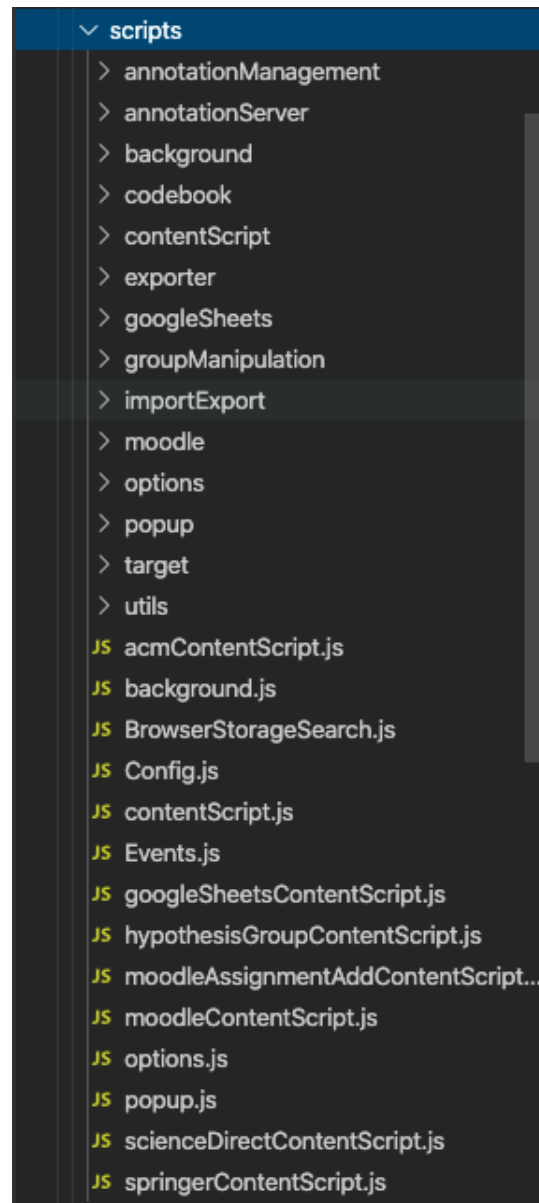 scripts
annotationManagement
annotationServer
background
codebook
contentScript
exporter
googleSheets
groupManipulation
importExport
moodle
options
popup
target
utils
JS acmContentScript.js
JS background.js
JS BrowserStorageSearch.js
JS Config.js
JS contentScript.js
JS Events.js
JS googleSheetsContentScript.js
JS hypothesisGroupContentScript.js
JS moodleAssignmentAddContentScript...
JS moodleContentScript.js
JS options.js
JS popup.js
JS scienceDirectContentScript.js
JS springerContentScript.js